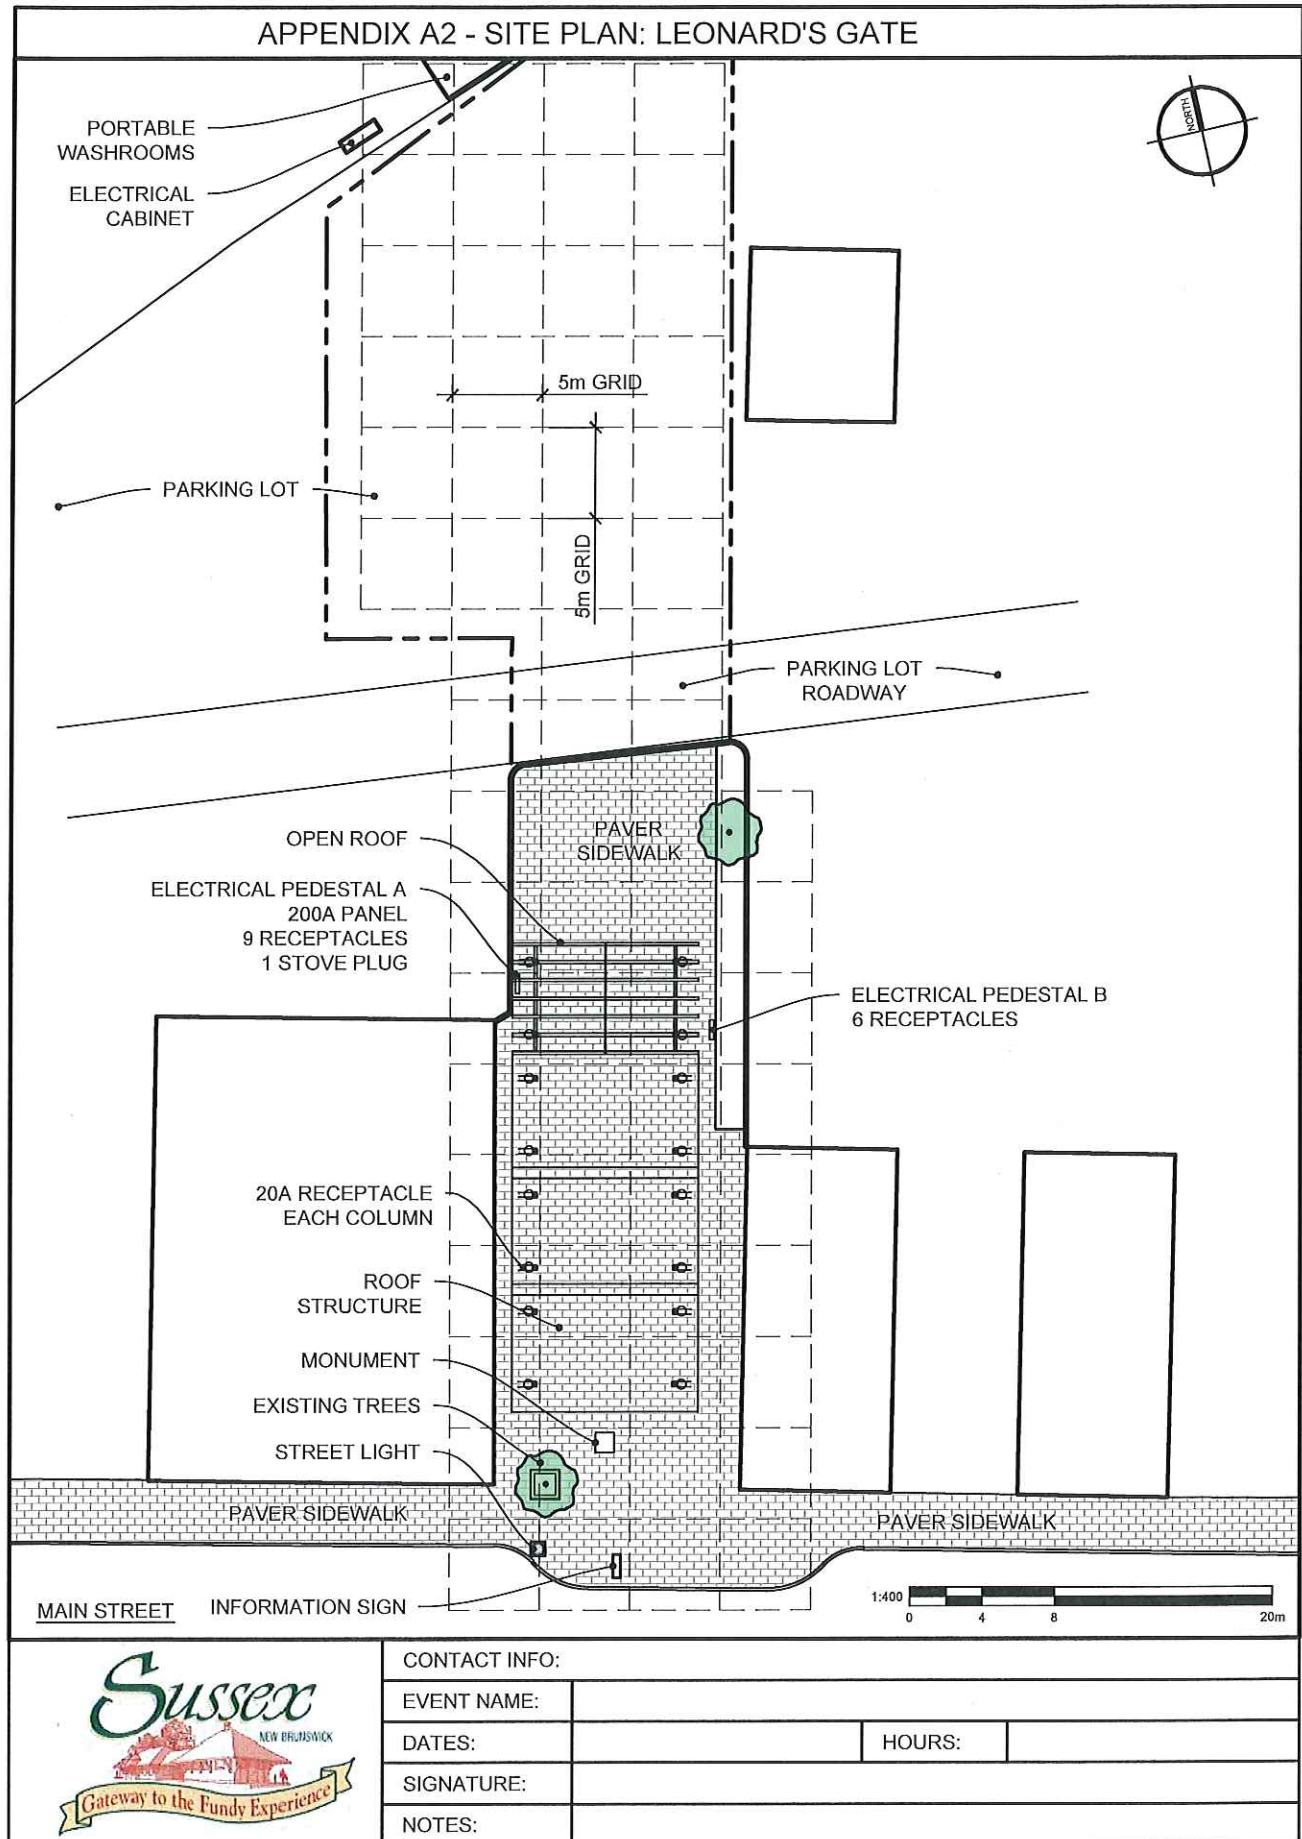 APPENDIX A2 - SITE PLAN: LEONARD'S GATE
NORTH
PORTABLE
WASHROOMS
ELECTRICAL
CABINET
5m GRID
PARKING LOT
5m GRID
PARKING LOT
ROADWAY
OPEN ROOF
PAVER
SIDEWALK
ELECTRICAL PEDESTAL A
200A PANEL
9 RECEPTACLES
1 STOVE PLUG
ELECTRICAL PEDESTAL B
6 RECEPTACLES
20A RECEPTACLE
EACH COLUMN
ROOF
STRUCTURE
MONUMENT
EXISTING TREES
STREET LIGHT
PAVER SIDEWALK
PAVER SIDEWALK
MAIN STREET
INFORMATION SIGN
1:400
0 4 8 20m
Sussex
NEW BRUNSWICK
Gateway to the Fundy Experience
CONTACT INFO:
EVENT NAME:
DATES:
HOURS:
SIGNATURE:
NOTES: